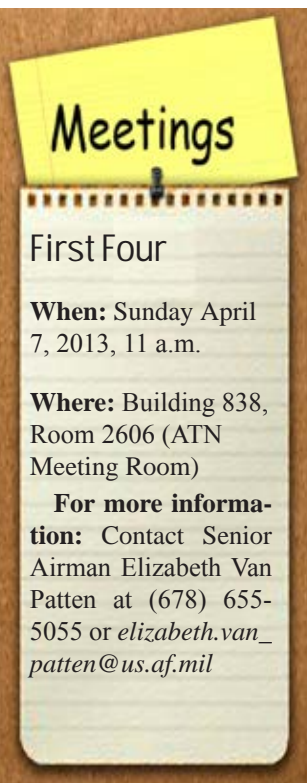 Meetings
First Four
When: Sunday April
7, 2013, 11 a.m.
Where: Building 838,
Room 2606 (ATN
Meeting Room)
For more informa-
tion: Contact Senior
Airman Elizabeth Van
Patten at (678) 655-
5055 or elizabeth.van_
patten@us.af.mil